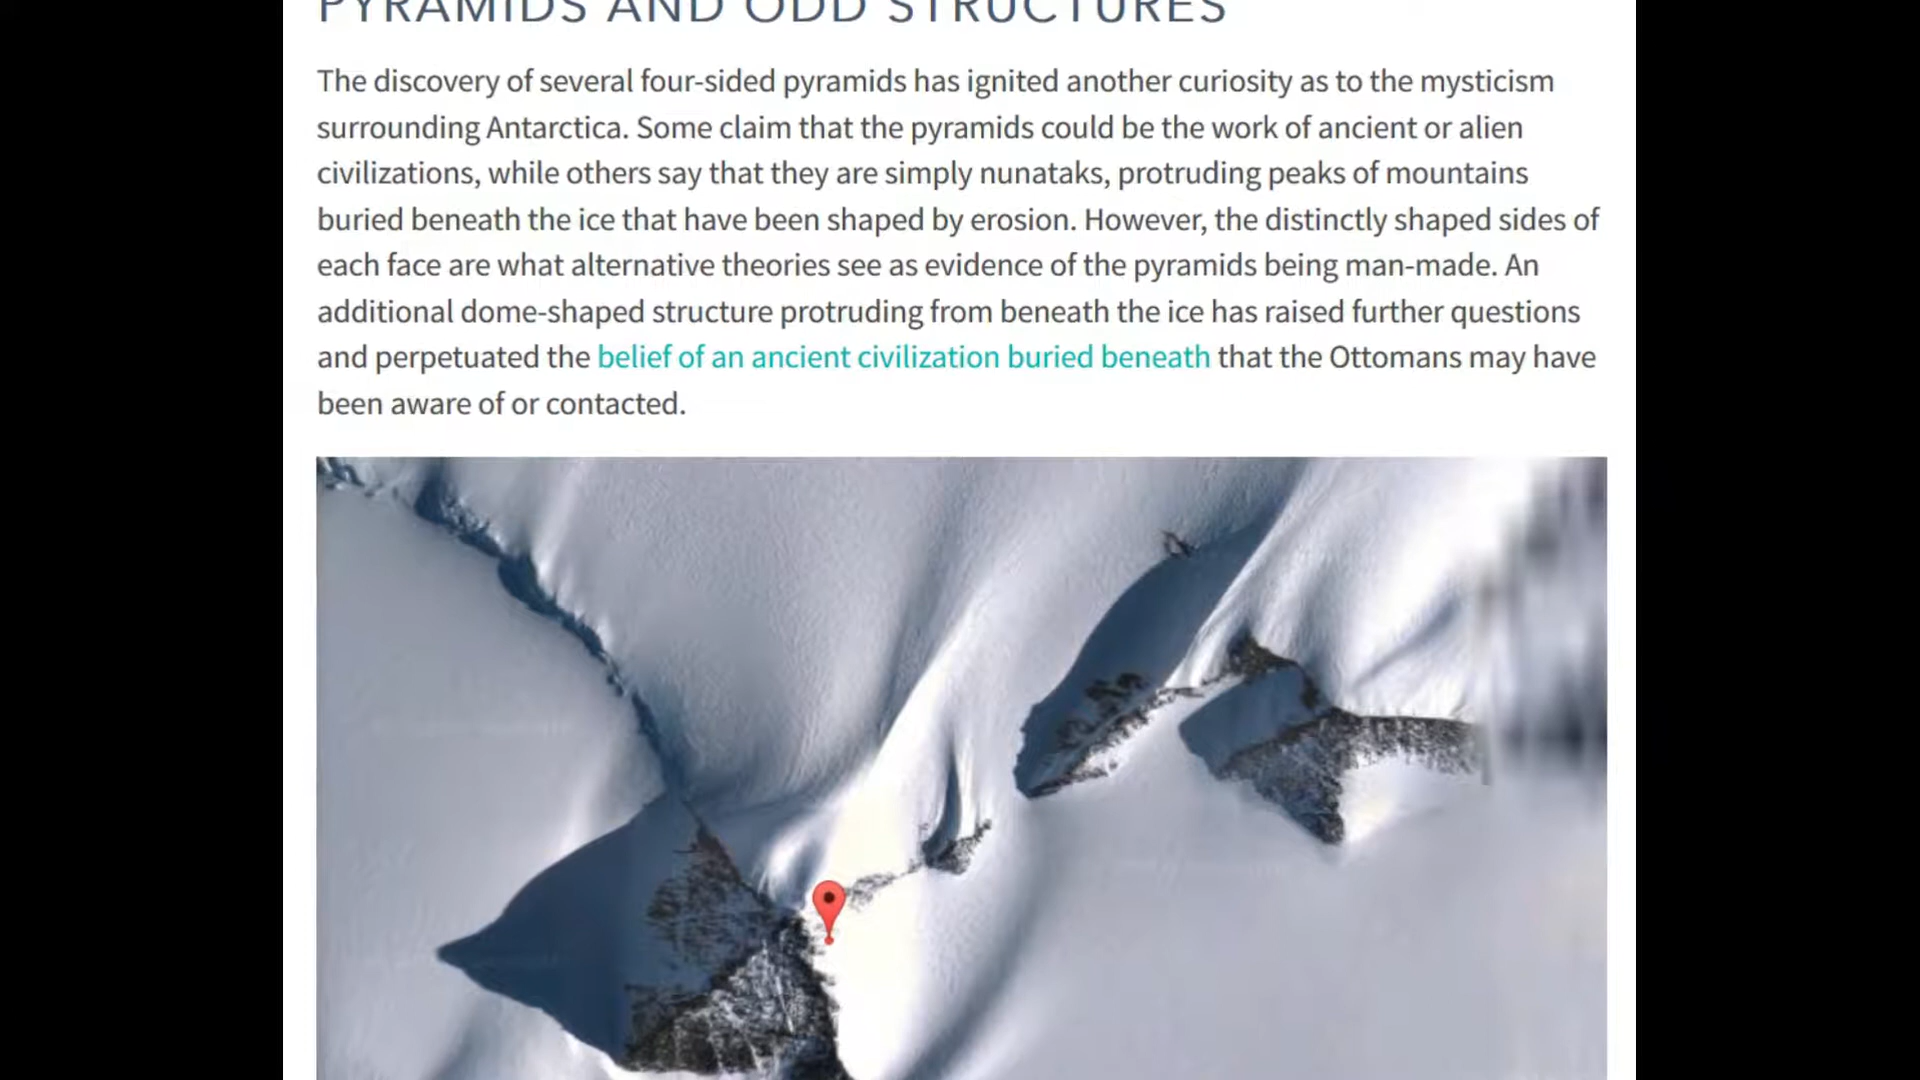 PYRAMIDS AND ODD STRUCTURES
The discovery of several four-sided pyramids has ignited another curiosity as to the mysticism
surrounding Antarctica. Some claim that the pyramids could be the work of ancient or alien
civilizations, while others say that they are simply nunataks, protruding peaks of mountains
buried beneath the ice that have been shaped by erosion. However, the distinctly shaped sides of
each face are what alternative theories see as evidence of the pyramids being man-made. An
additional dome-shaped structure protruding from beneath the ice has raised further questions
and perpetuated the belief of an ancient civilization buried beneath that the Ottomans may have
been aware of or contacted.